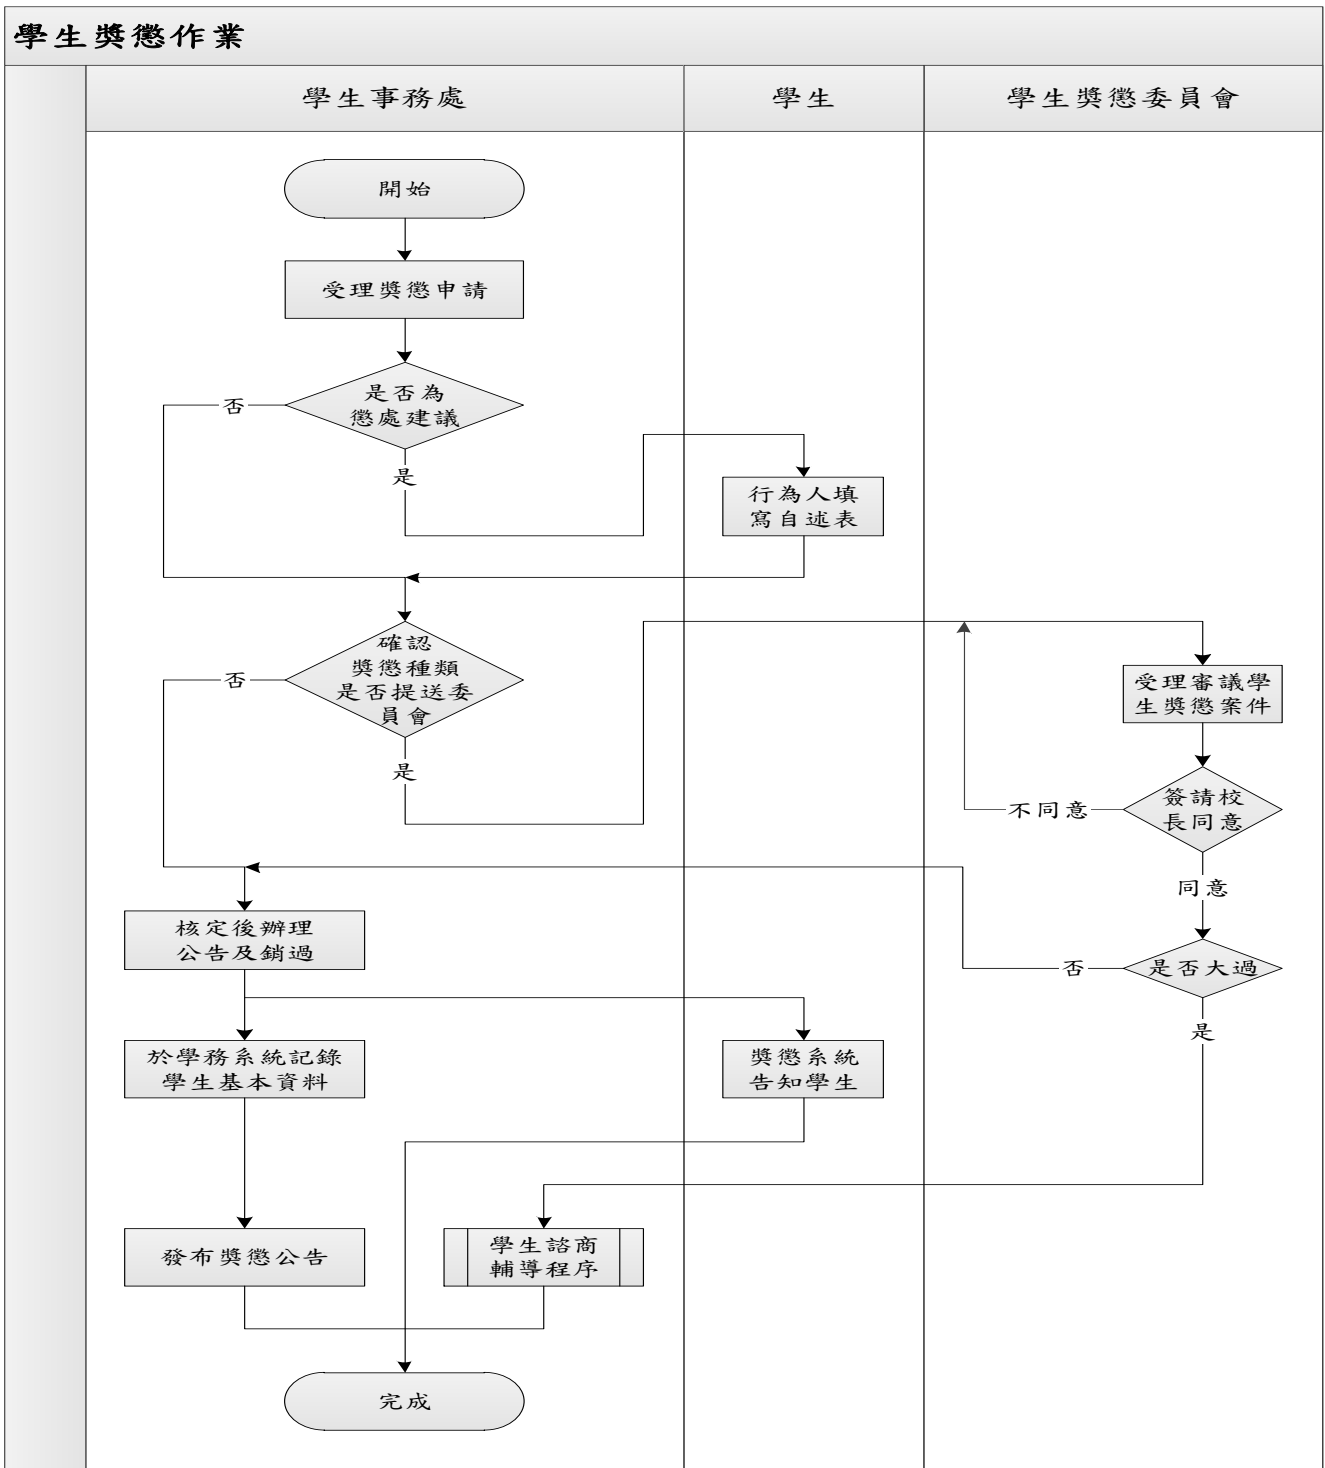 學生獎懲作業
學生事務處
學生
學生獎懲委員會
開始
受理獎懲申請
是否為
懲處建議
否
是
行為人填
寫自述表
確認
獎懲種類
是否提送委
員會
否
是
受理審議學
生獎懲案件
簽請校
長同意
不同意
同意
核定後辦理
公告及銷過
是否大過
否
是
於學務系統記錄
學生基本資料
獎懲系統
告知學生
發布獎懲公告
學生諮商
輔導程序
完成